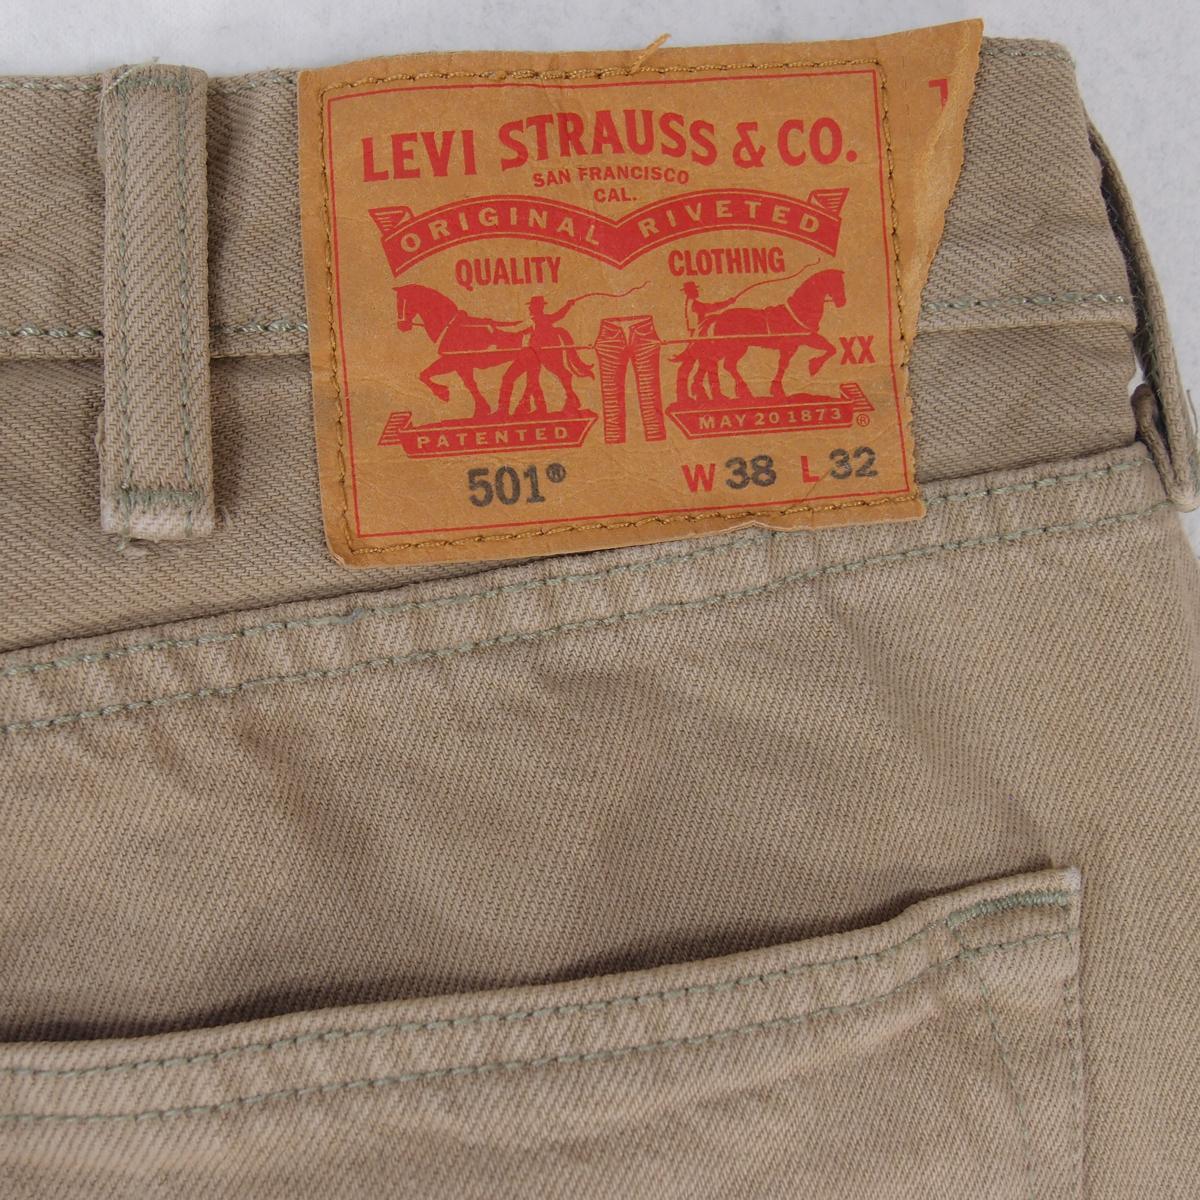 LEVI STRAUSS & CO.
SAN FRANCISCO
CAL.
ORIGINAL RIVETED
QUALITY CLOTHING
XX
PATENTED MAY 20 1873 ®
501® W 38 L 32